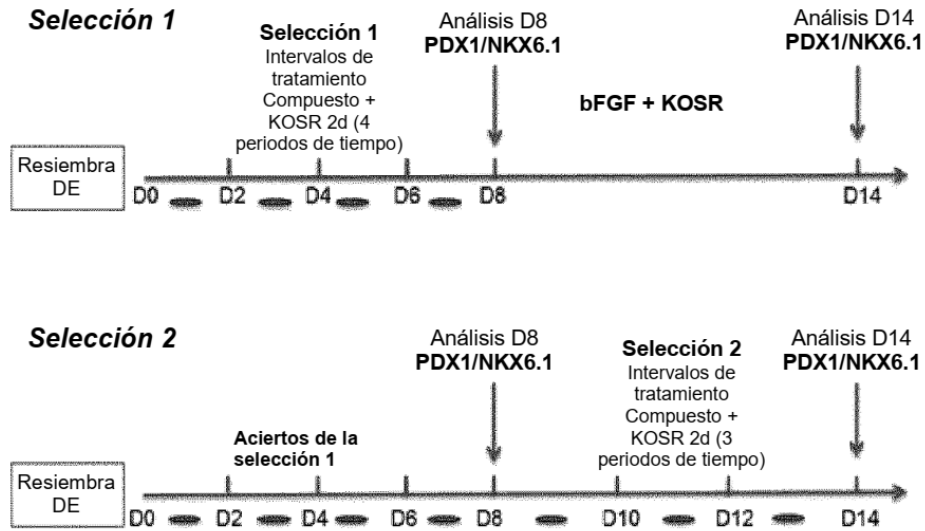 Selección 1
Selección 1
Intervalos de
tratamiento
Compuesto +
KOSR 2d (4
periodos de tiempo)
Análisis D8
PDX1/NKX6.1
bFGF + KOSR
Análisis D14
PDX1/NKX6.1
Resiembra
DE
D0 D2 D4 D6 D8 D14
Selección 2
Aciertos de la
selección 1
Análisis D8
PDX1/NKX6.1
Selección 2
Intervalos de
tratamiento
Compuesto +
KOSR 2d (3
periodos de tiempo)
Análisis D14
PDX1/NKX6.1
Resiembra
DE
D0 D2 D4 D6 D8 D10 D12 D14